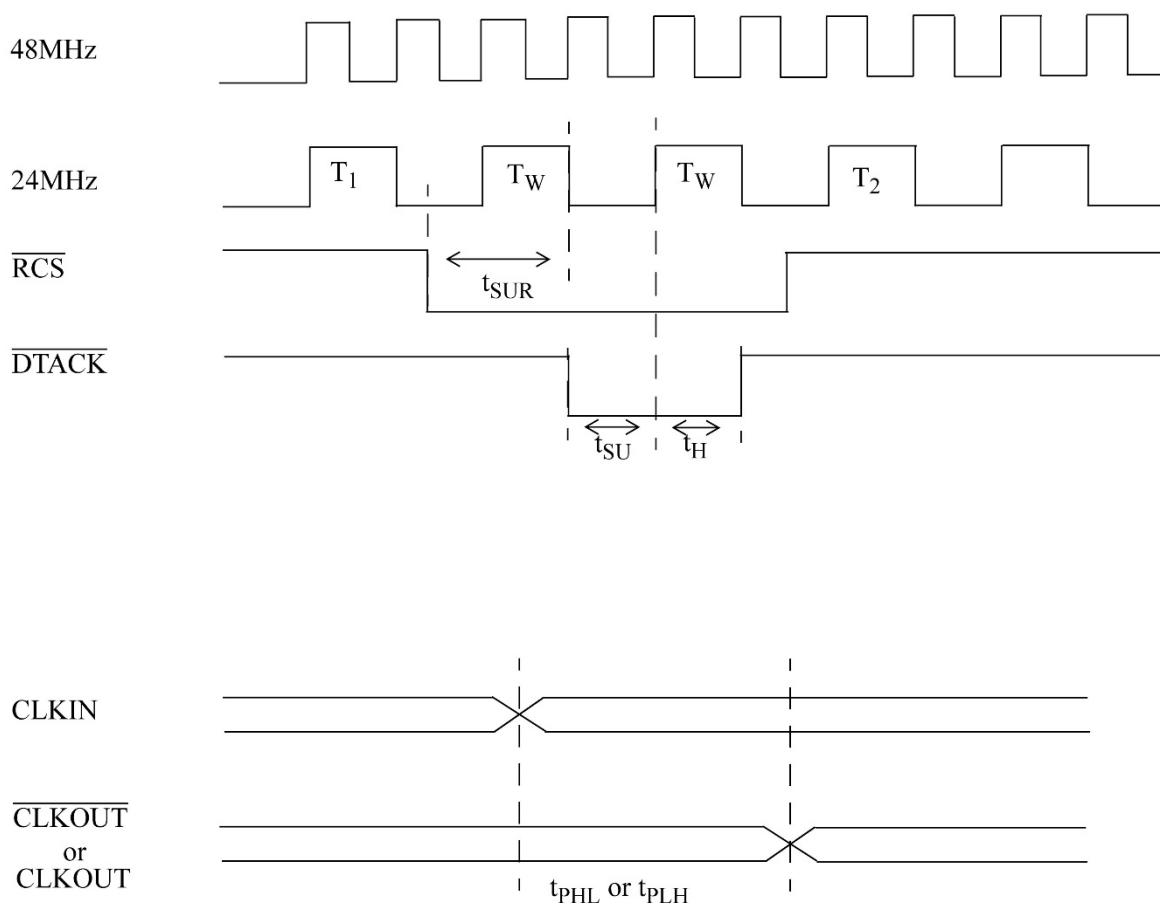 48MHz
24MHz
T1
TW
TW
T2
RCS
tSUR
DTACK
tSU
tH
CLKIN
CLKOUT
or
CLKOUT
tPHL or tPLH